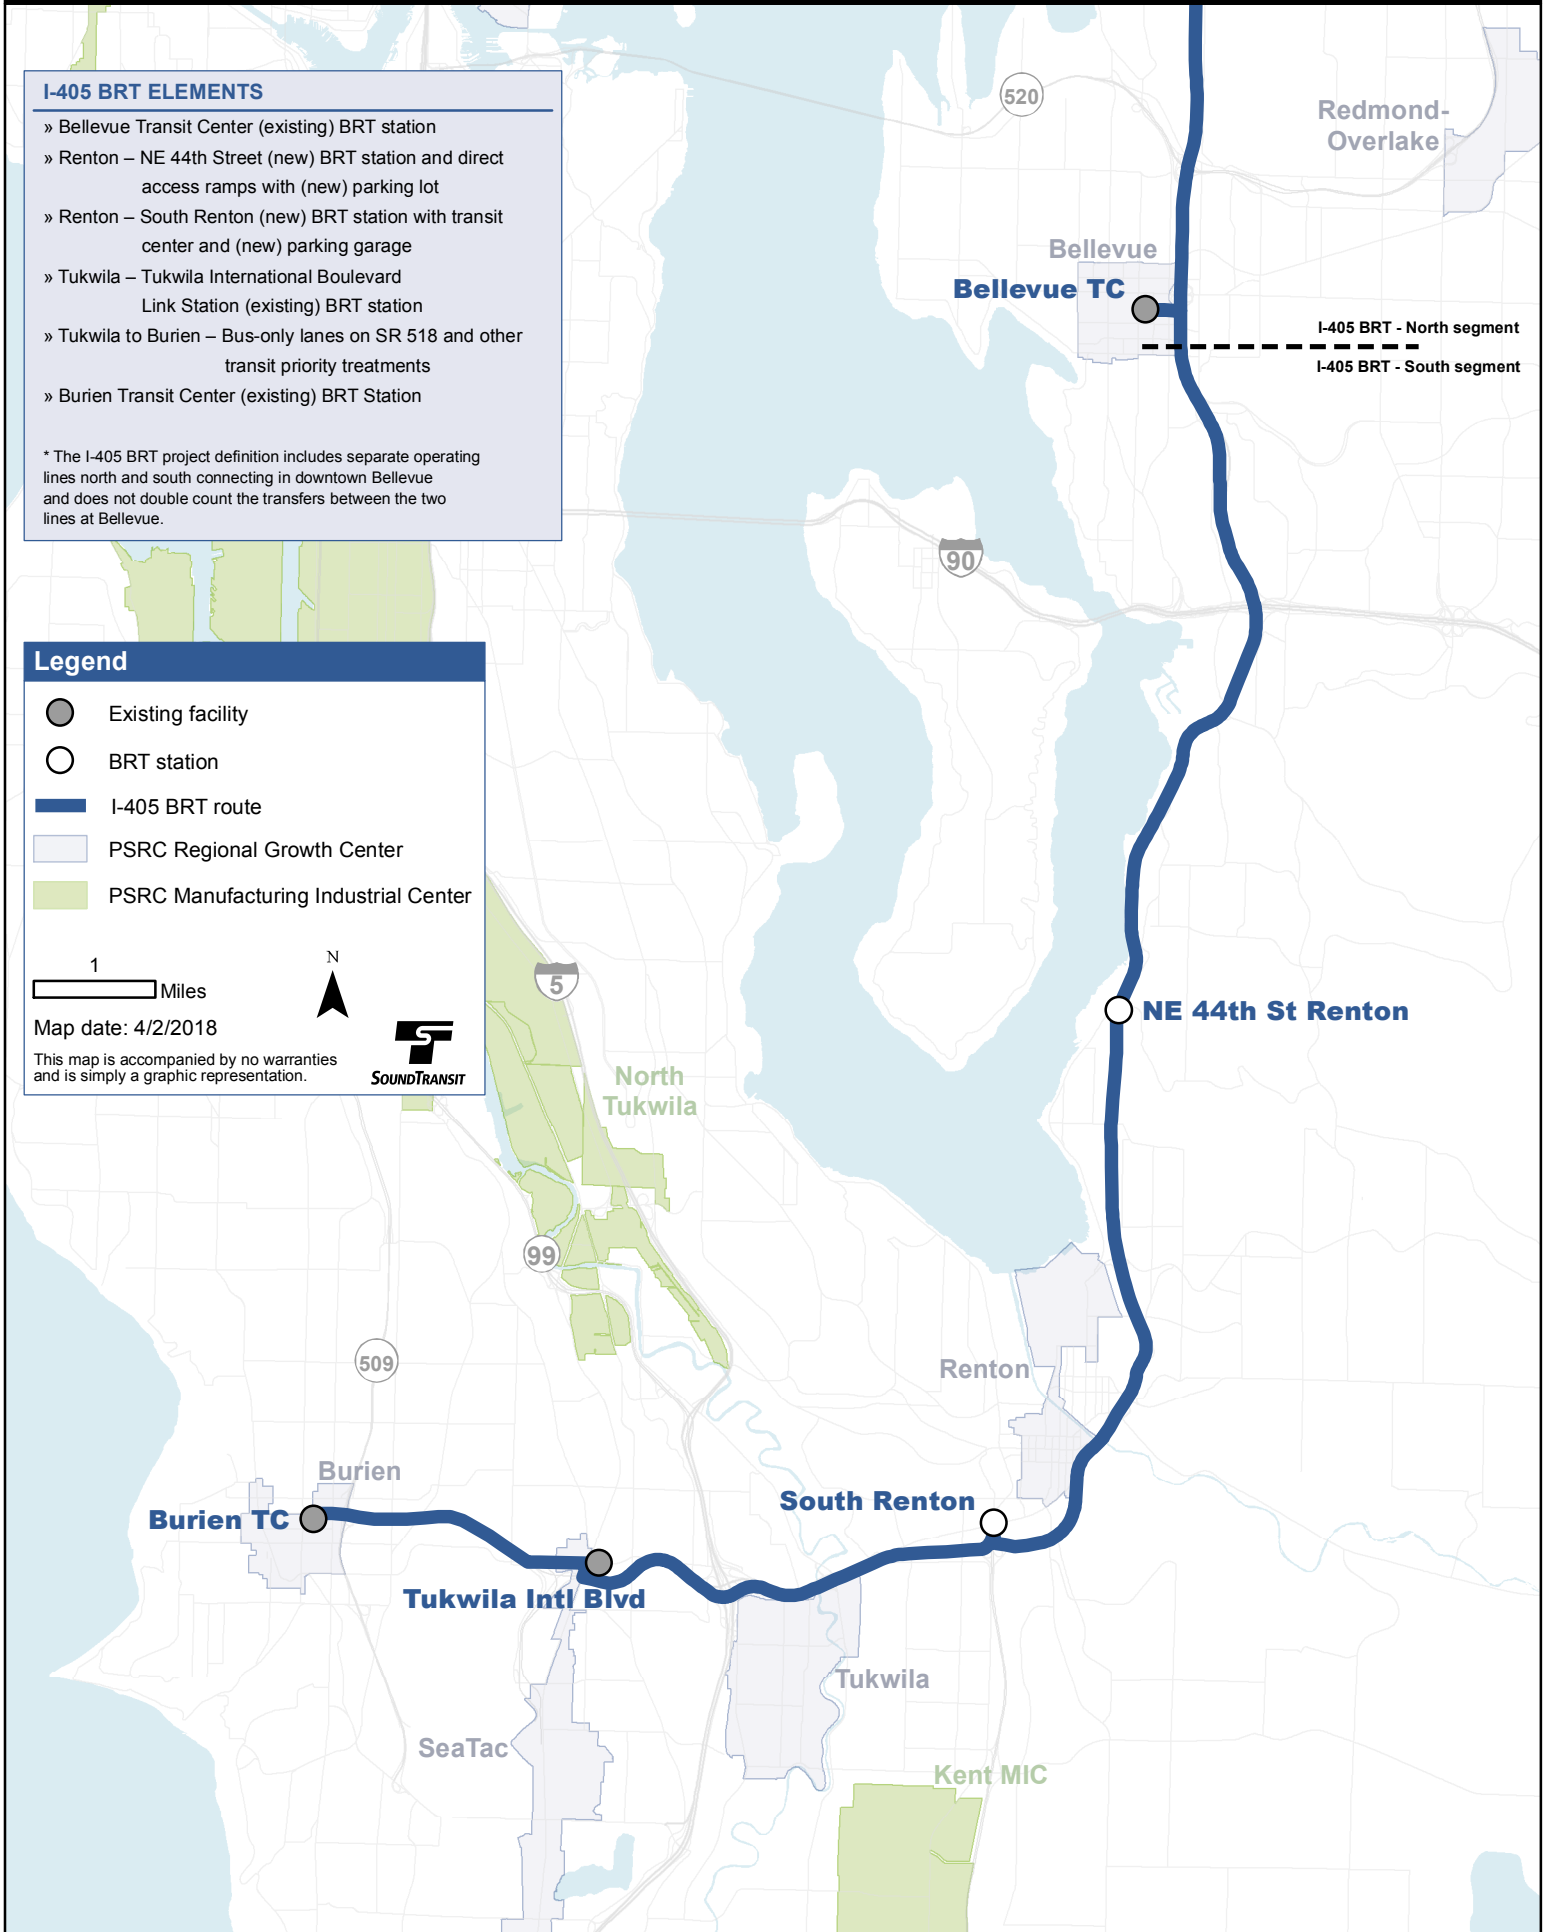 I-405 BRT ELEMENTS
» Bellevue Transit Center (existing) BRT station
» Renton – NE 44th Street (new) BRT station and direct
access ramps with (new) parking lot
» Renton – South Renton (new) BRT station with transit
center and (new) parking garage
» Tukwila – Tukwila International Boulevard
Link Station (existing) BRT station
» Tukwila to Burien – Bus-only lanes on SR 518 and other
transit priority treatments
» Burien Transit Center (existing) BRT Station
* The I-405 BRT project definition includes separate operating
lines north and south connecting in downtown Bellevue
and does not double count the transfers between the two
lines at Bellevue.
520
Redmond-
Overlake
Bellevue
Bellevue TC
I-405 BRT - North segment
I-405 BRT - South segment
90
Legend
Existing facility
BRT station
I-405 BRT route
PSRC Regional Growth Center
PSRC Manufacturing Industrial Center
1
Miles
N
Map date: 4/2/2018
This map is accompanied by no warranties
and is simply a graphic representation.
SOUNDTRANSIT
5
NE 44th St Renton
North
Tukwila
99
509
Renton
Burien
Burien TC
South Renton
Tukwila Intl Blvd
Tukwila
SeaTac
Kent MIC